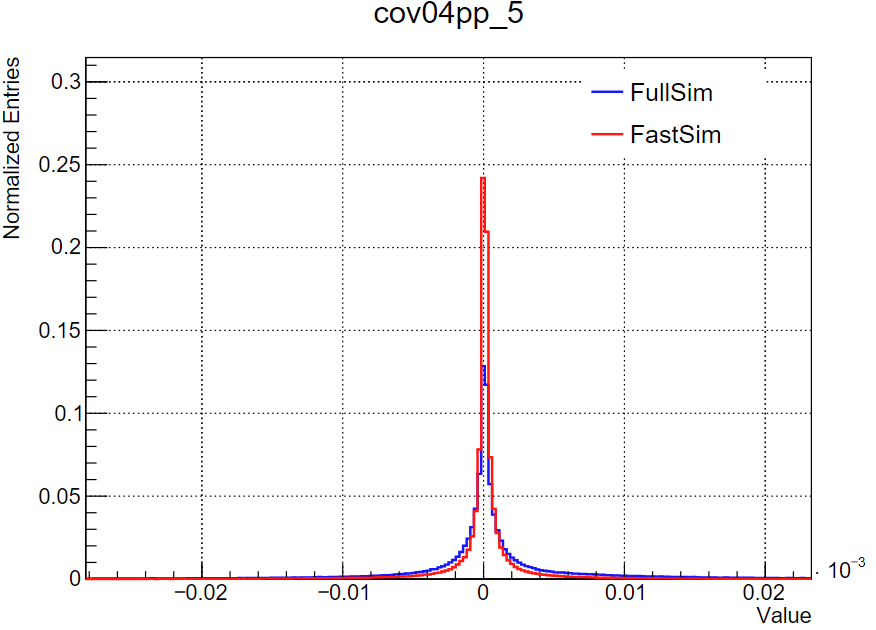 cov04pp_5
Normalized Entries
0.3
0.25
0.2
0.15
0.1
0.05
0
FullSim
FastSim
−0.02 −0.01 0 0.01 0.02
· 10⁻³
Value